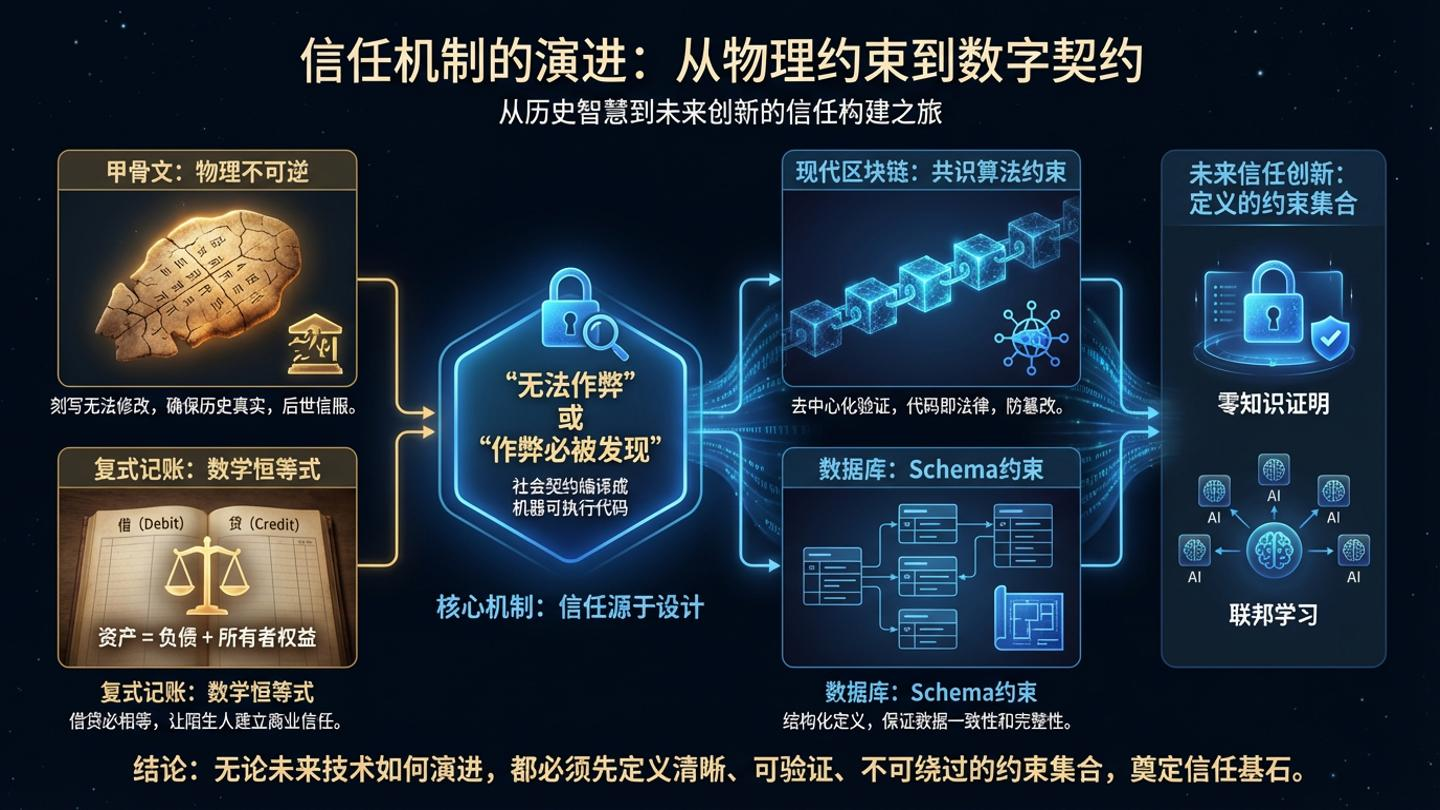 信任机制的演进：从物理约束到数字契约
从历史智慧到未来创新的信任构建之旅
甲骨文：物理不可逆
刻写无法修改，确保历史真实，后世信服。
复式记账：数学恒等式
借（Debit）
贷（Credit）
资产 = 负债 + 所有者权益
复式记账：数学恒等式
借贷必相等，让陌生人建立商业信任。
“无法作弊”
或
“作弊必被发现”
社会契约编译成
机器可执行代码
核心机制：信任源于设计
现代区块链：共识算法约束
去中心化验证，代码即法律，防篡改。
数据库：Schema约束
数据库：Schema约束
结构化定义，保证数据一致性和完整性。
未来信任创新：
定义的约束集合
零知识证明
AI
AI
AI
AI
AI
联邦学习
结论：无论未来技术如何演进，都必须先定义清晰、可验证、不可绕过的约束集合，奠定信任基石。